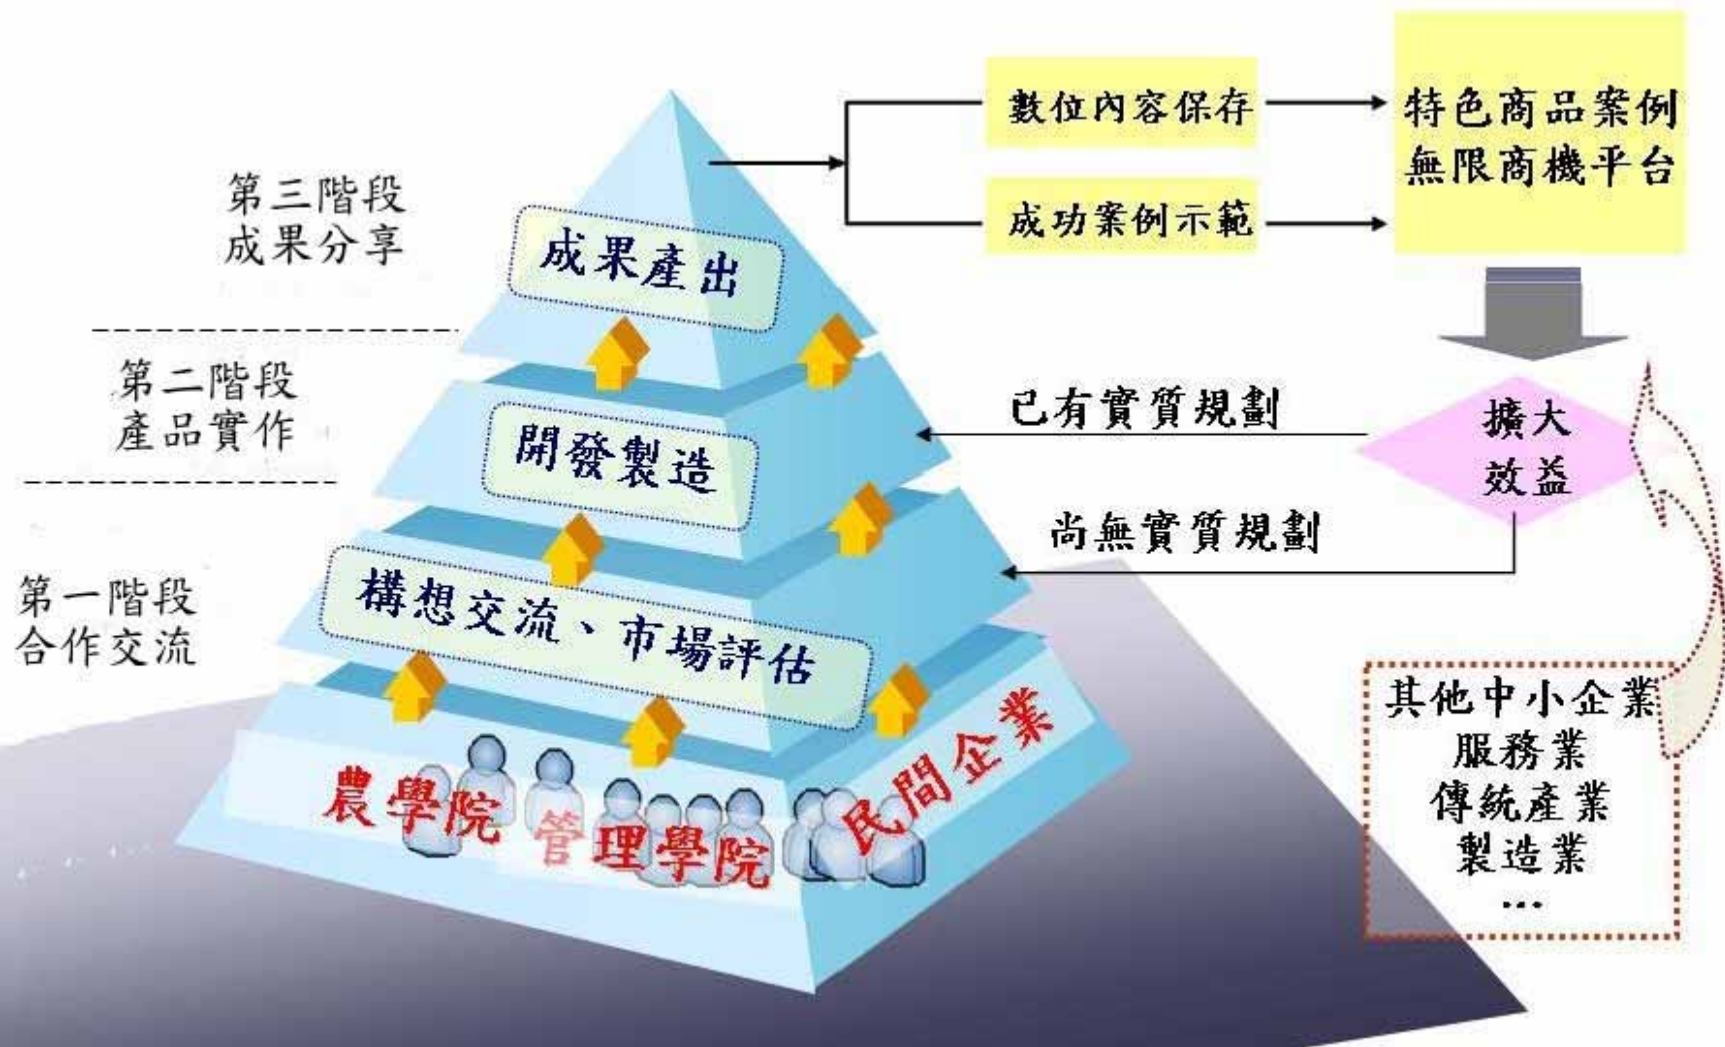 第三階段
成果分享
第二階段
產品實作
第一階段
合作交流
成果產出
開發製造
構想交流、市場評估
農學院
管理學院
民間企業
數位內容保存
成功案例示範
特色商品案例
無限商機平台
已有實質規劃
擴大
效益
尚無實質規劃
其他中小企業
服務業
傳統產業
製造業
...